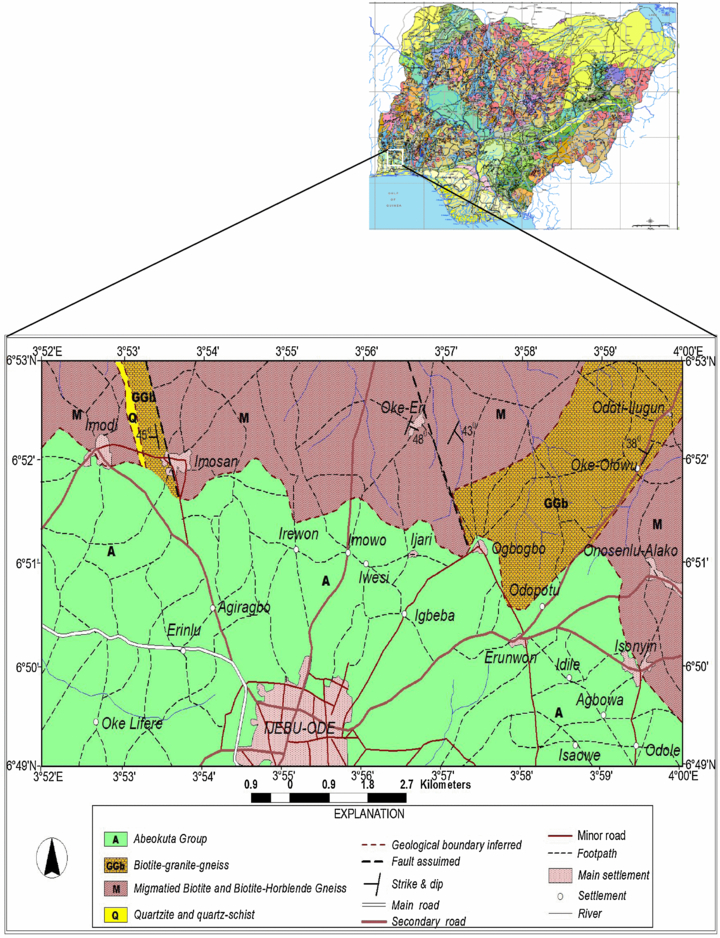 GULF
OF
GUINEA
3°52'E 3°53' 3°54' 3°55' 3°56' 3°57' 3°58' 3°59' 4°00'E
6°53'N 6°53'N
GGb
Odoti-Ilugun
M Q M Oke-Eri M
Imodi 43°
48° 38°
Imosan Oke-Olowu
6°52' 6°52'
GGb
M
Irewon Imowo Ijari Ogbogbo Onosenlu-Alako
6°51' A 6°51'
Iwesi A
Odopotu
Agiragbo Igbeba
Erinlu
Erunwon Isonyin
6°50' Idile 6°50'
Agbowa
Oke Lifere IJEBU-ODE A
Isaowe Odole
6°49'N 6°49'N
3°52'E 3°53' 3°54' 3°55' 3°56' 3°57' 3°58' 3°59' 4°00'E
0.9 0 0.9 1.8 2.7 Kilometers
EXPLANATION
A Abeokuta Group
GGb Biotite-granite-gneiss
M Migmatied Biotite and Biotite-Horblende Gneiss
Q Quartzite and quartz-schist
Geological boundary inferred
Fault assuimed
Strike & dip
Main road
Secondary road
Minor road
Footpath
Main settlement
Settlement
River